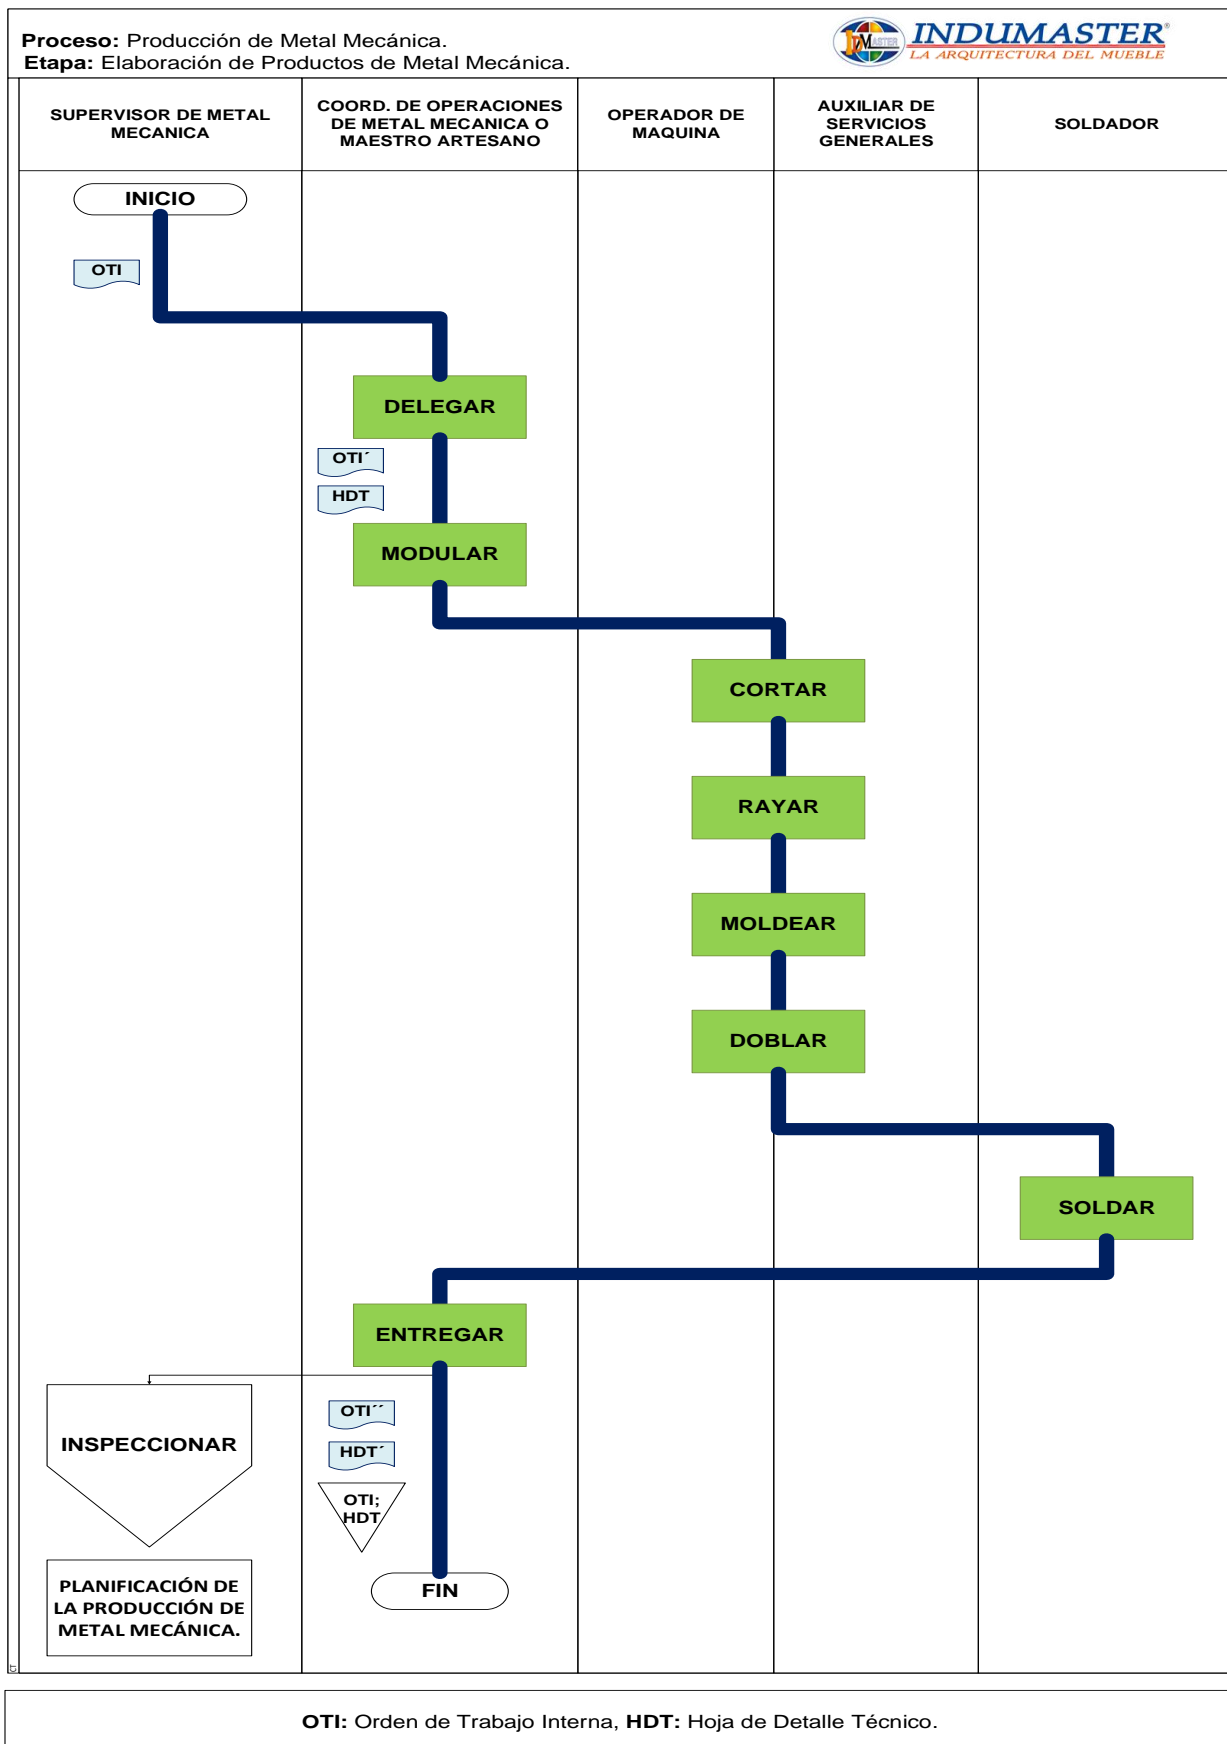 Proceso: Producción de Metal Mecánica.
Etapa: Elaboración de Productos de Metal Mecánica.
INDUMASTER®
LA ARQUITECTURA DEL MUEBLE
SUPERVISOR DE METAL
MECANICA
COORD. DE OPERACIONES
DE METAL MECANICA O
MAESTRO ARTESANO
OPERADOR DE
MAQUINA
AUXILIAR DE
SERVICIOS
GENERALES
SOLDADOR
INICIO
OTI
DELEGAR
OTI´
HDT
MODULAR
CORTAR
RAYAR
MOLDEAR
DOBLAR
SOLDAR
ENTREGAR
INSPECCIONAR
OTI´´
HDT´
OTI;
HDT
PLANIFICACIÓN DE
LA PRODUCCIÓN DE
METAL MECÁNICA.
FIN
CT
OTI: Orden de Trabajo Interna, HDT: Hoja de Detalle Técnico.